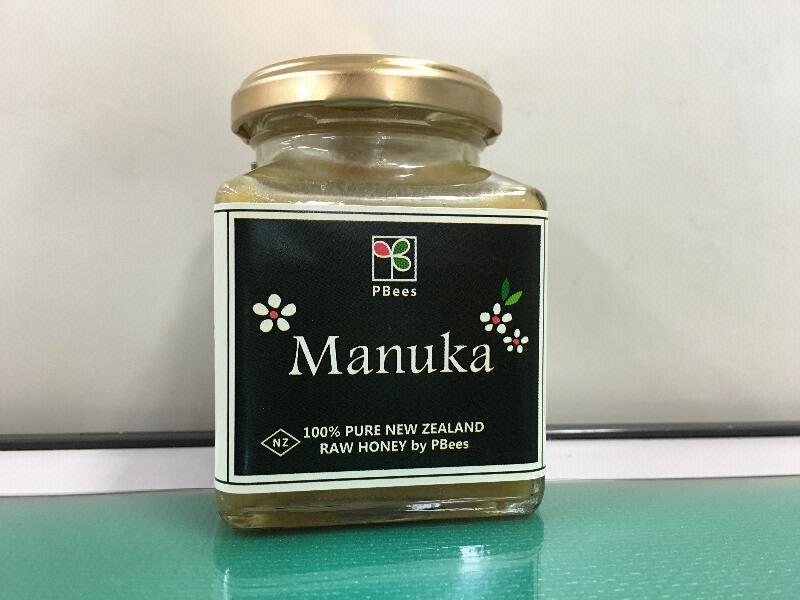 PBees
Manuka
NZ
100% PURE NEW ZEALAND
RAW HONEY by PBees